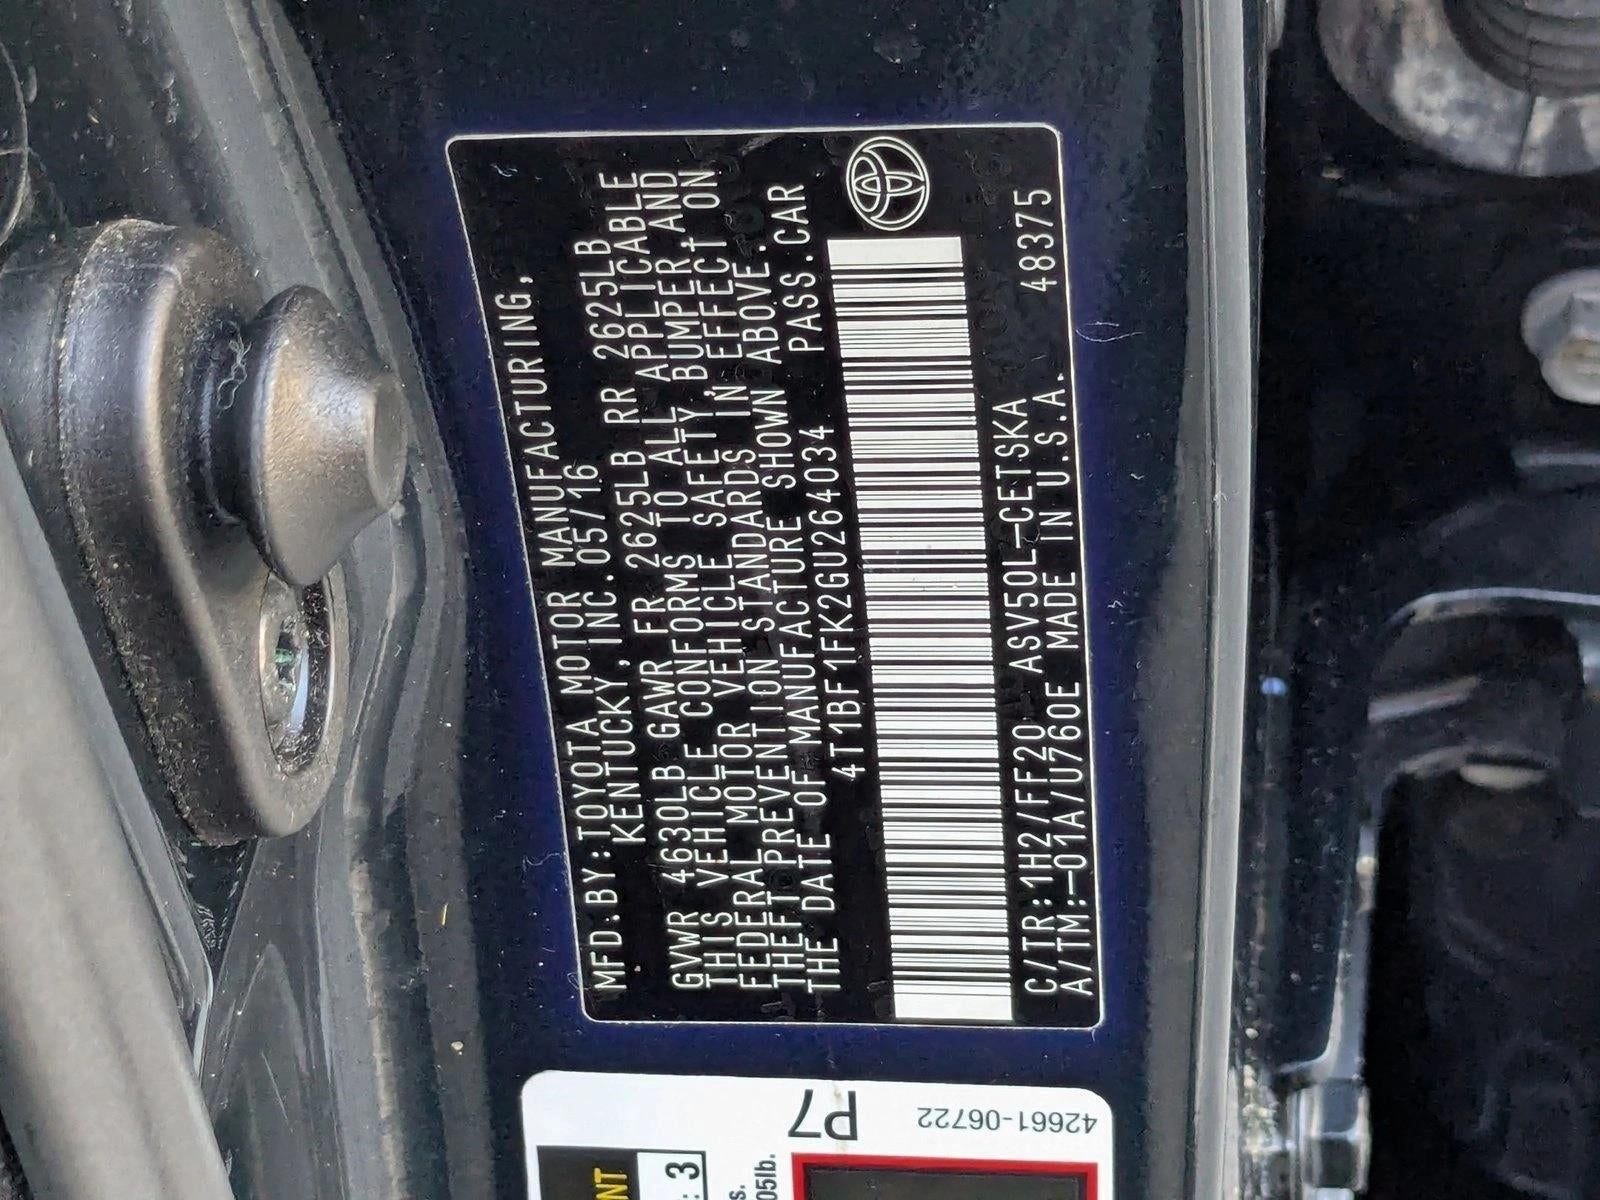 MFD.BY:TOYOTA MOTOR MANUFACTURING,
KENTUCKY, INC. 05/16
GVWR 4630LB GAWR FR 2625LB RR 2625LB
THIS VEHICLE CONFORMS TO ALL APPLICABLE
FEDERAL MOTOR VEHICLE SAFETY, BUMPER, AND
THEFT PREVENTION STANDARDS IN EFFECT ON
THE DATE OF MANUFACTURE SHOWN ABOVE.
4T1BF1FK2GU264034 PASS.CAR
C/TR:1H2/FF20 ASV50L-CETSKA 48375
A/TM:-01A/U760E MADE IN U.S.A.
P7
42661-06722
: 3
05lb.